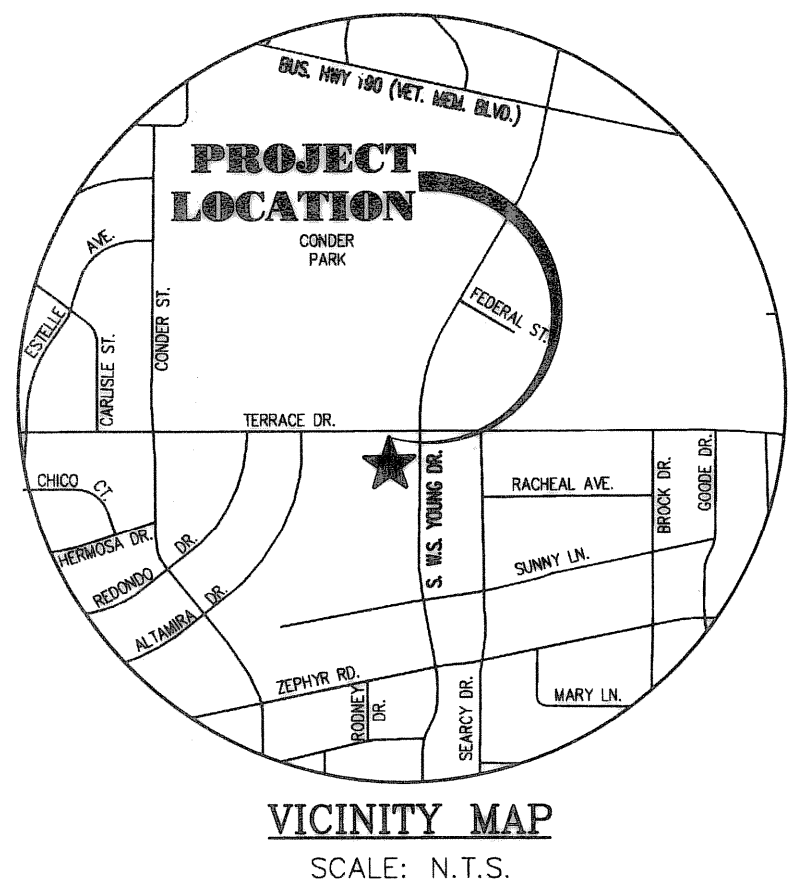 BUS. HWY 190 (VET. MEM. BLVD.)
PROJECT
LOCATION
CONDER
PARK
AVE.
ESTELLE
CARLISLE ST.
CONDER ST.
FEDERAL ST.
TERRACE DR.
CHICO CT.
HERMOSA DR.
REDONDO DR.
ALTAMIRA DR.
S. W.S. YOUNG DR.
RACHEAL AVE.
BROCK DR.
GOODE DR.
SUNNY LN.
ZEPHYR RD.
RODNEY
DR.
SEARCY DR.
MARY LN.
VICINITY MAP
SCALE: N.T.S.